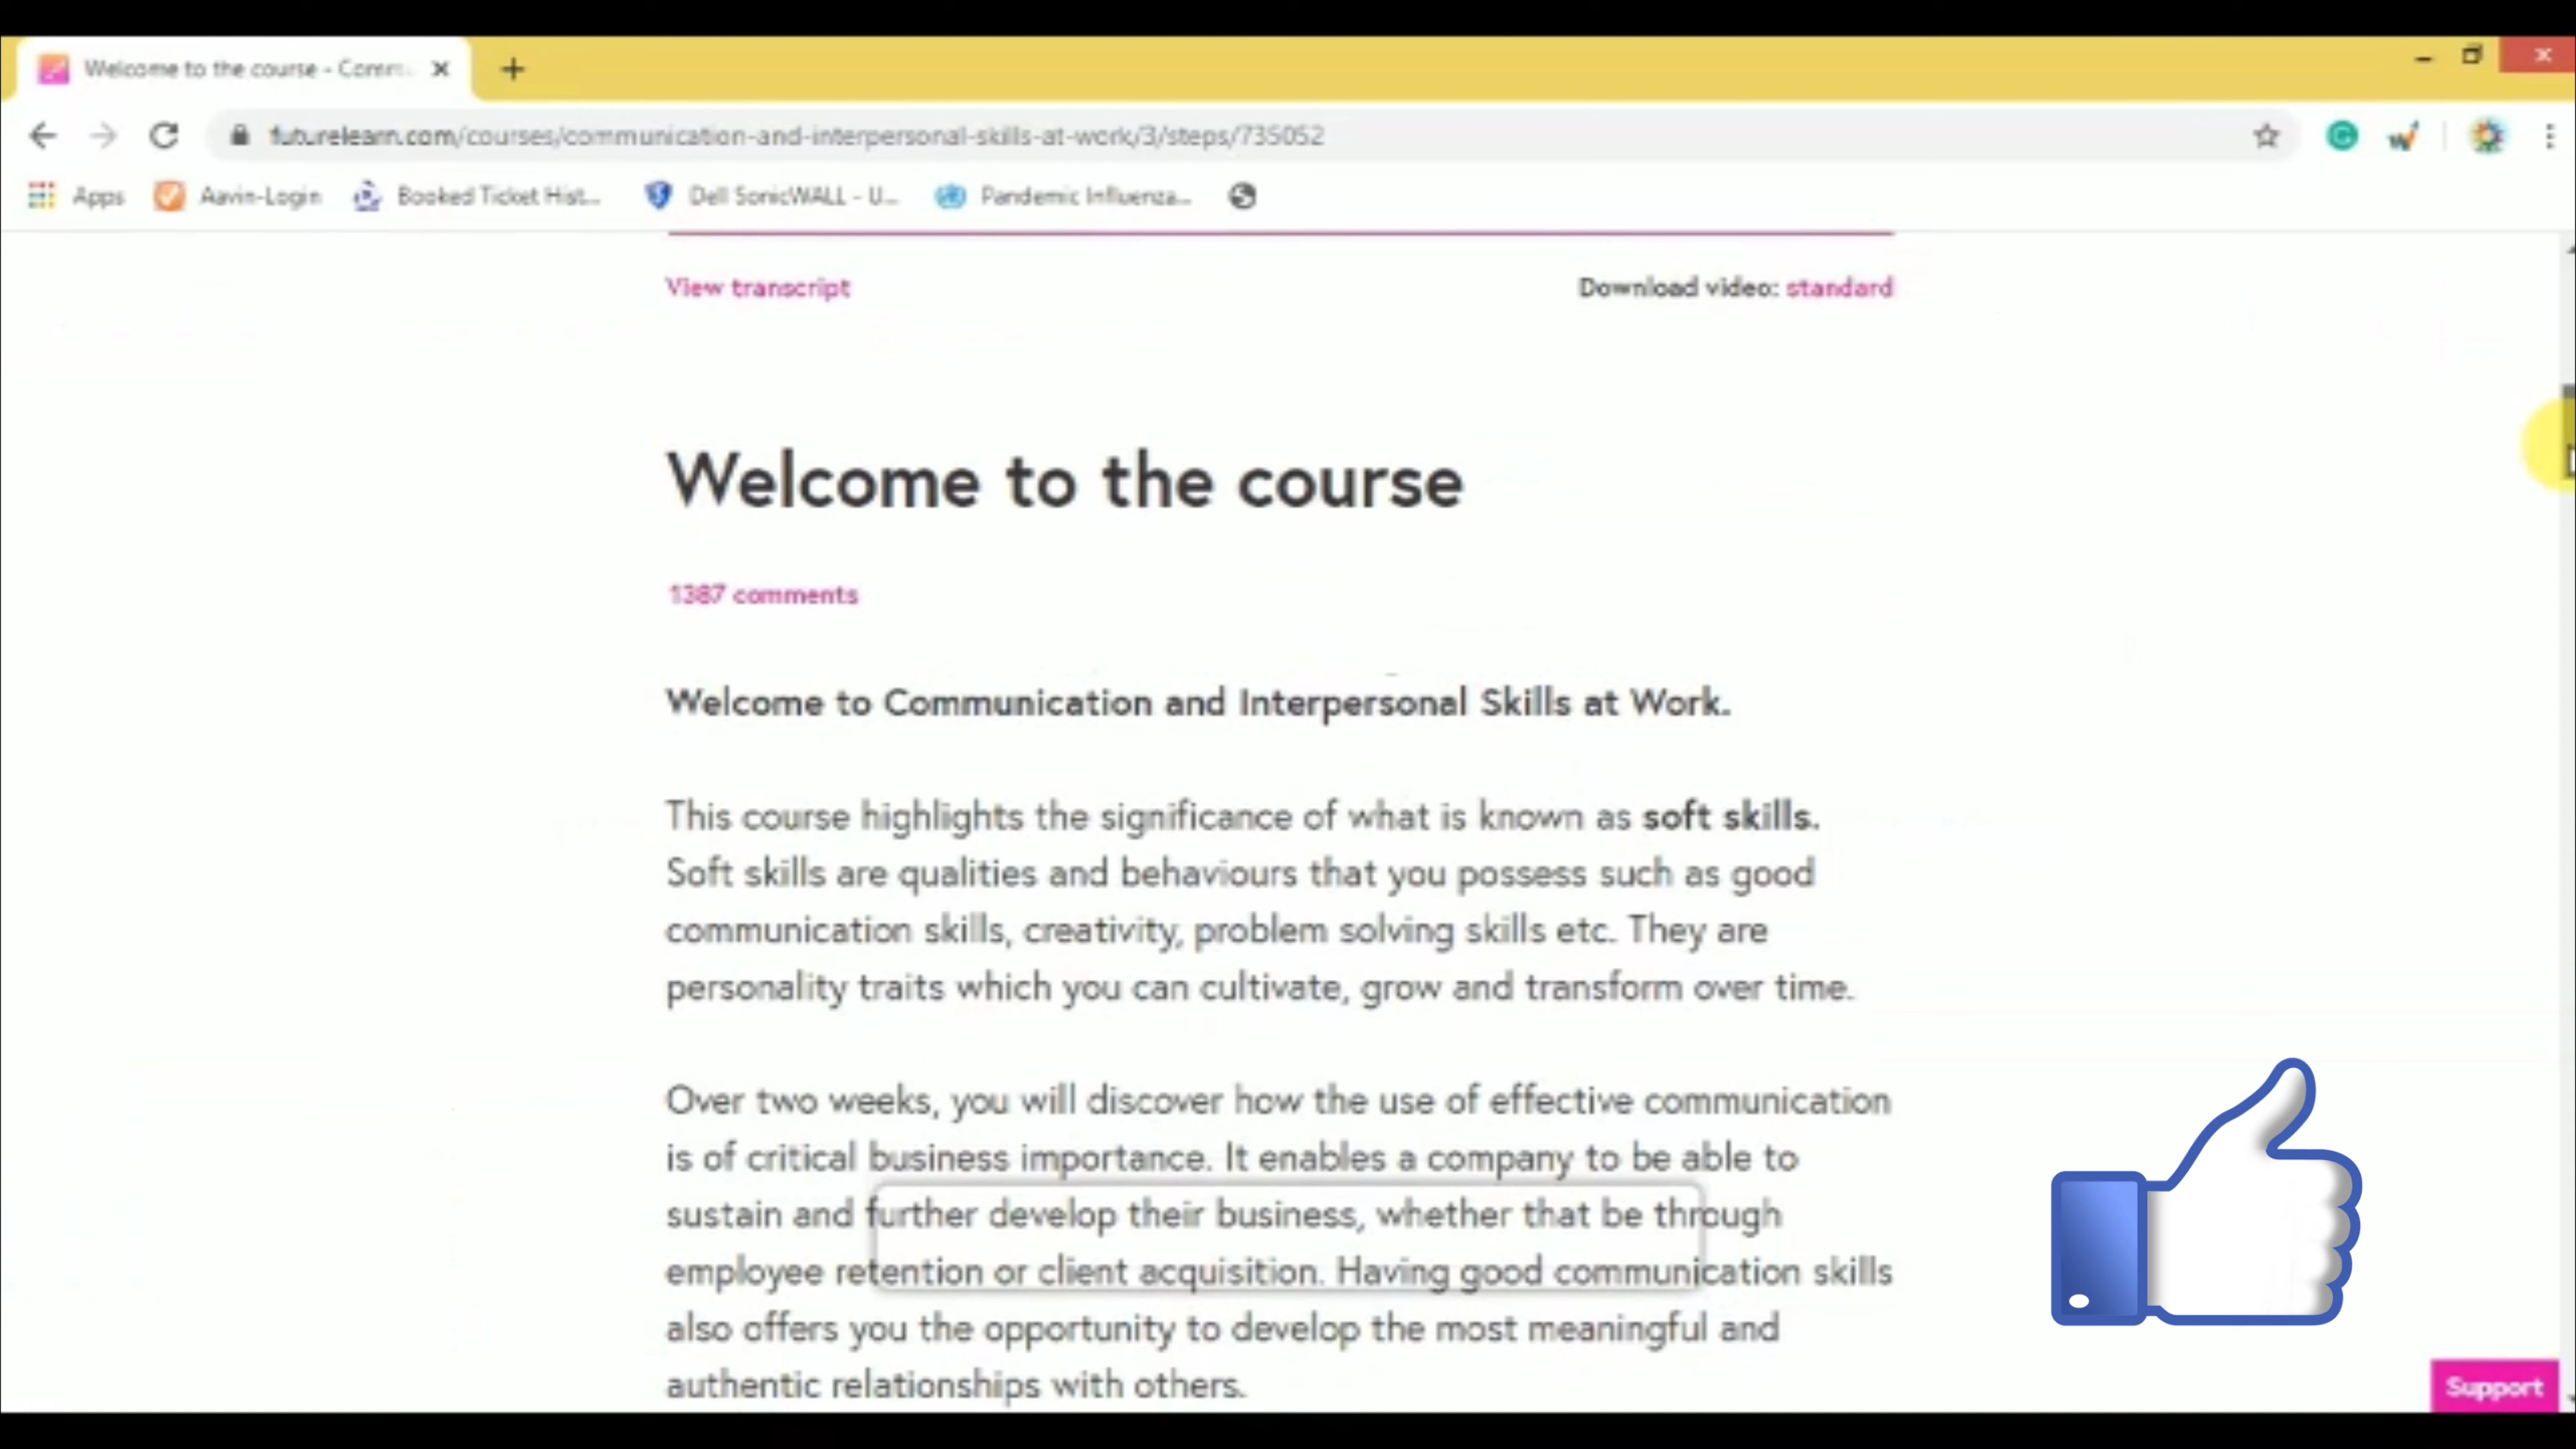 Welcome to the course - Comm
futurelearn.com/courses/communication-and-interpersonal-skills-at-work/3/steps/735052
Apps Aavin-Login Booked Ticket Hist... Dell SonicWALL - U... Pandemic Influenza...
View transcript Download video: standard
Welcome to the course
1387 comments
Welcome to Communication and Interpersonal Skills at Work.
This course highlights the significance of what is known as soft skills.
Soft skills are qualities and behaviours that you possess such as good
communication skills, creativity, problem solving skills etc. They are
personality traits which you can cultivate, grow and transform over time.
Over two weeks, you will discover how the use of effective communication
is of critical business importance. It enables a company to be able to
sustain and further develop their business, whether that be through
employee retention or client acquisition. Having good communication skills
also offers you the opportunity to develop the most meaningful and
authentic relationships with others.
Support